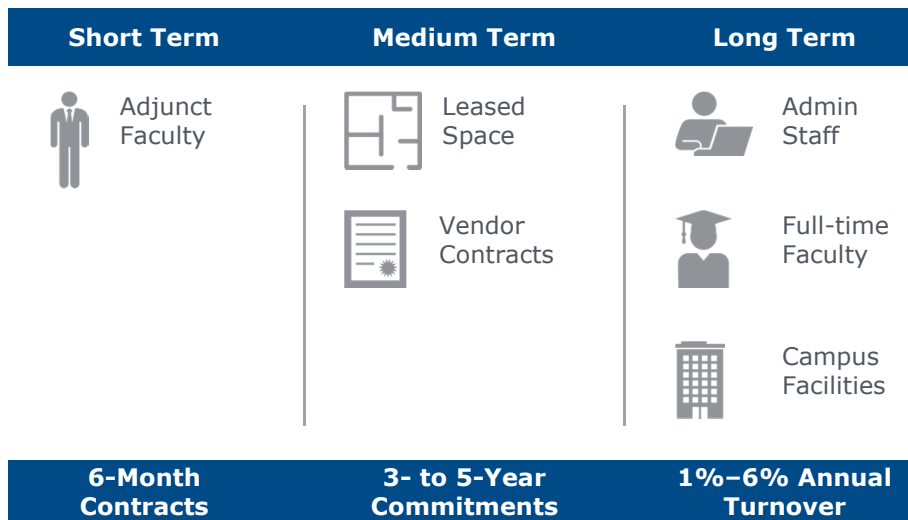 Short Term
Medium Term
Long Term
Adjunct
Faculty
Leased
Space
Vendor
Contracts
Admin
Staff
Full-time
Faculty
Campus
Facilities
6-Month
Contracts
3- to 5-Year
Commitments
1%–6% Annual
Turnover